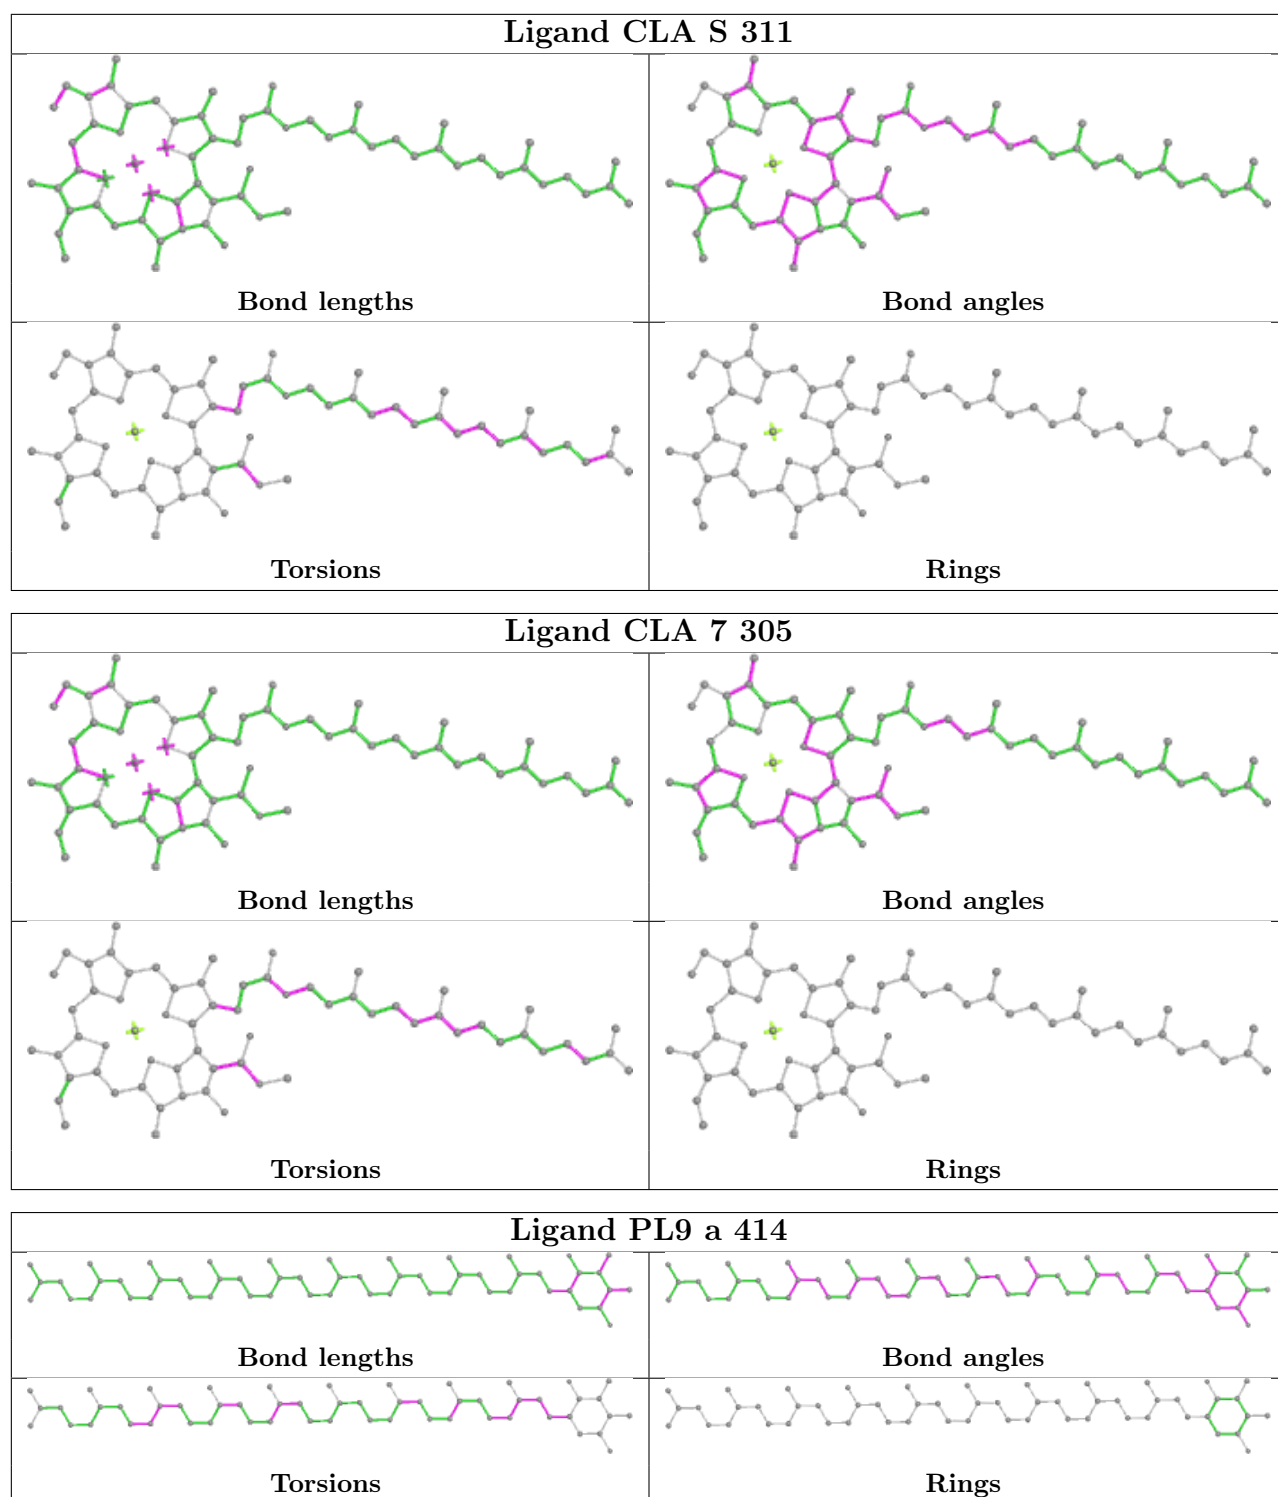 Ligand CLA S 311
Bond lengths
Bond angles
Torsions
Rings
Ligand CLA 7 305
Bond lengths
Bond angles
Torsions
Rings
Ligand PL9 a 414
Bond lengths
Bond angles
Torsions
Rings